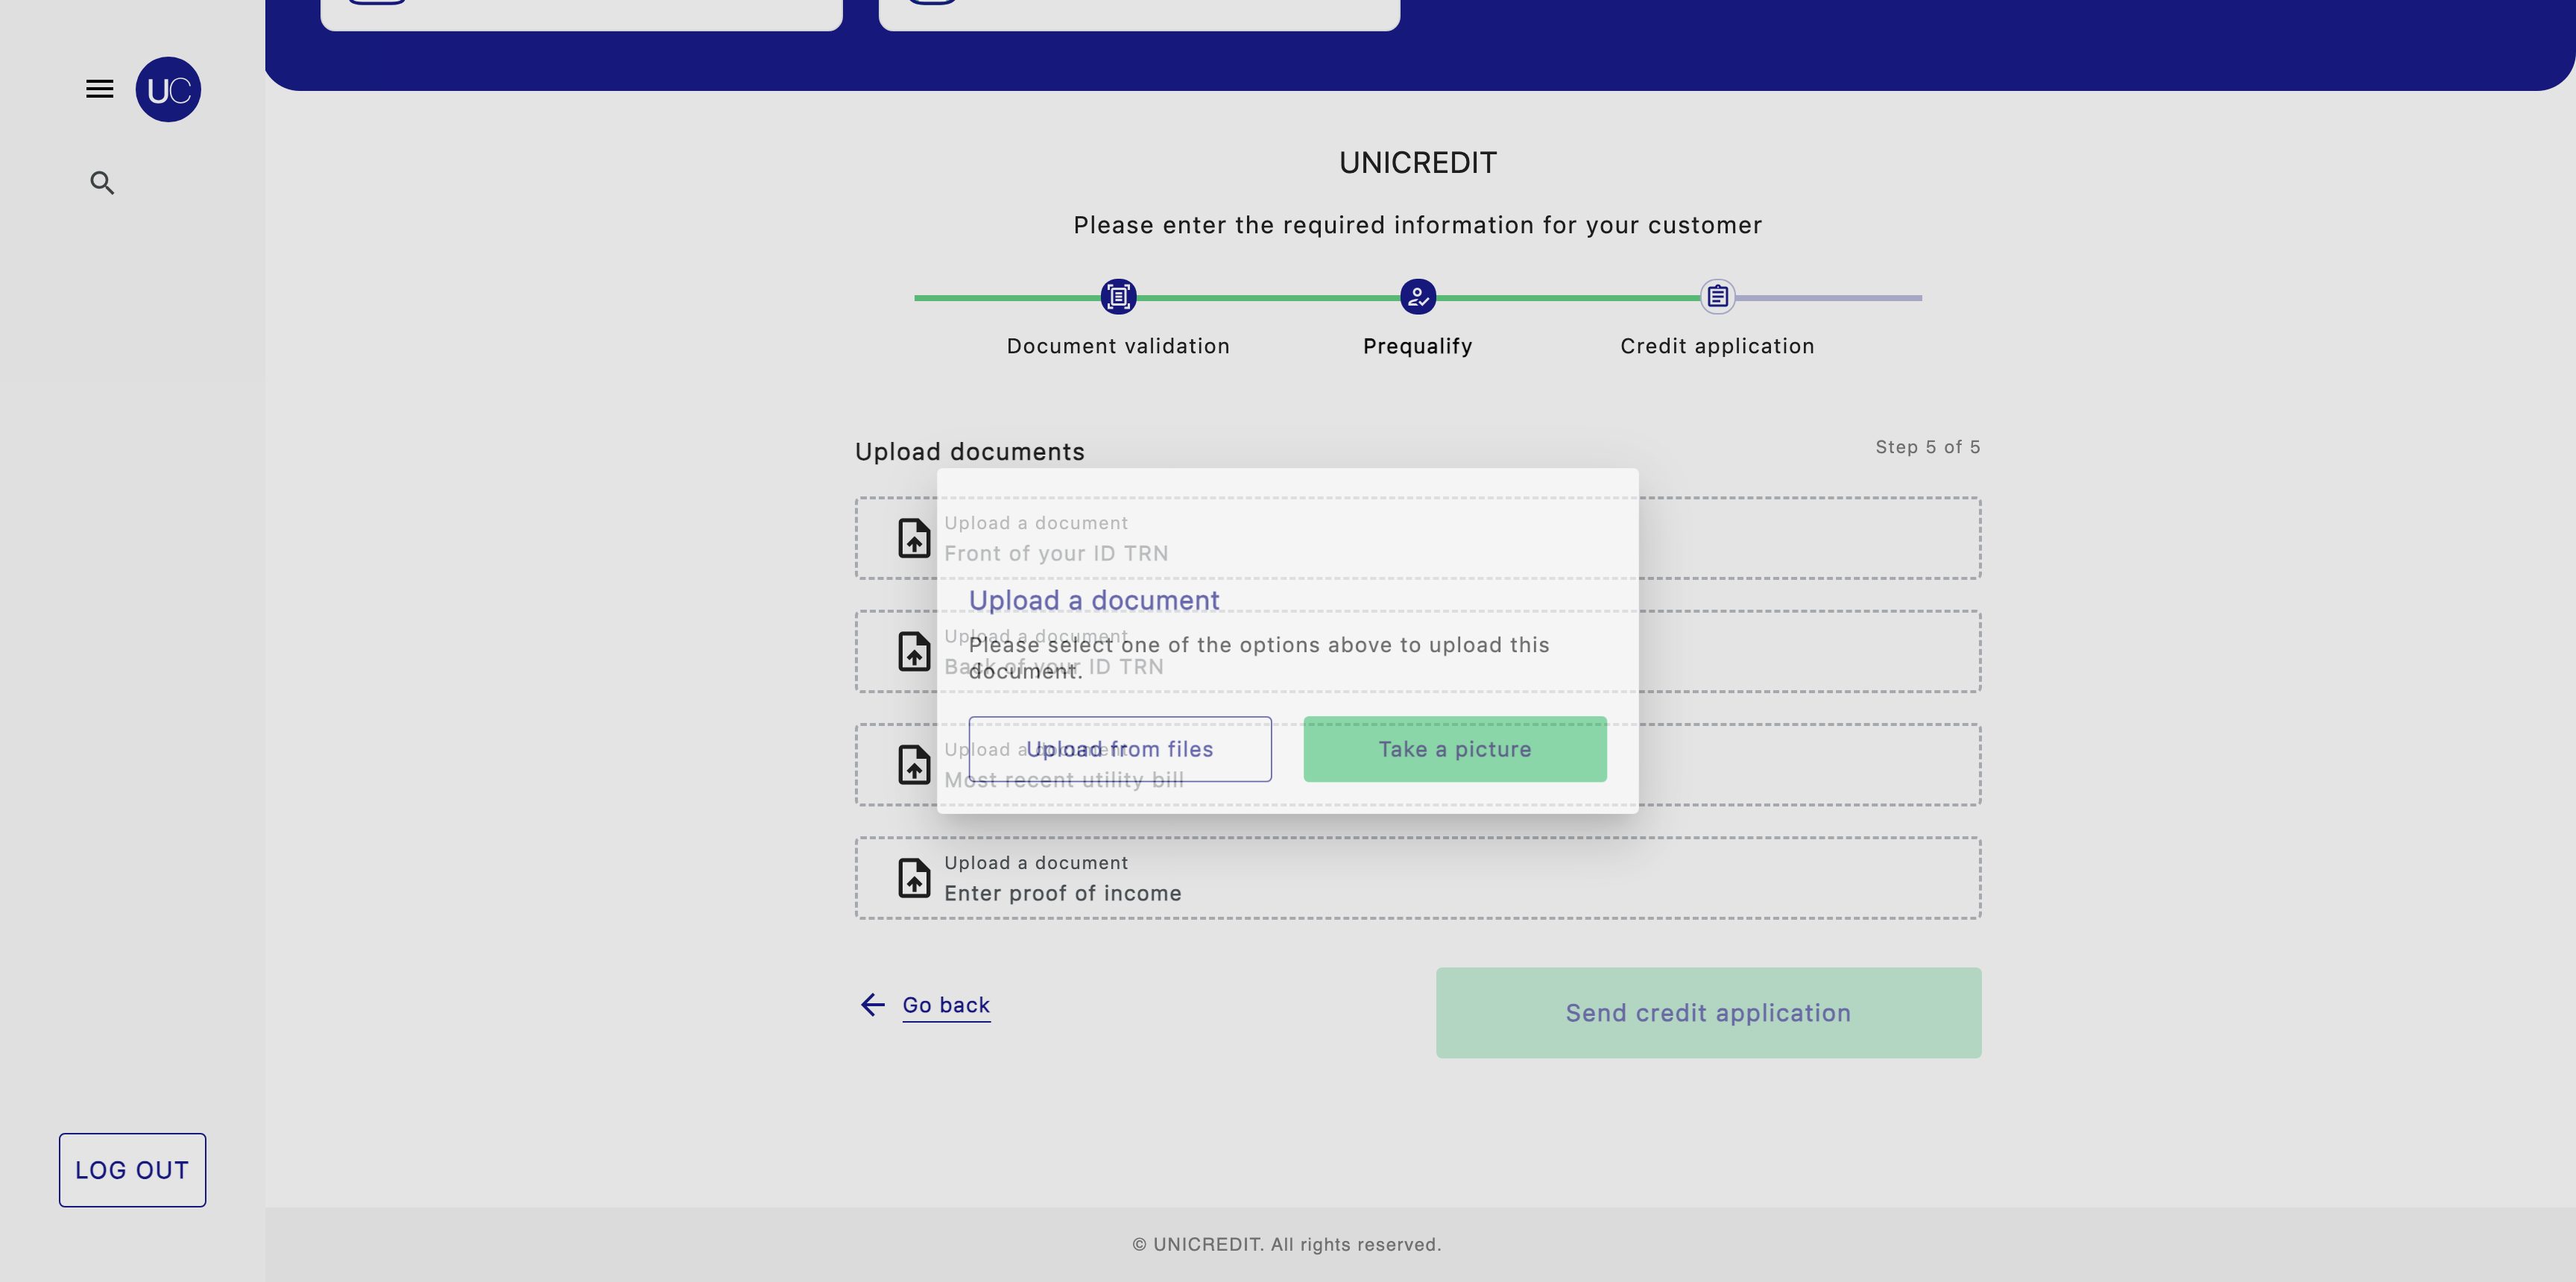 UC
UNICREDIT
Please enter the required information for your customer
Document validation
Prequalify
Credit application
Upload documents
Step 5 of 5
Upload a document
Front of your ID TRN
Upload a document
Back of your ID TRN
Upload a document
Most recent utility bill
Upload a document
Please select one of the options above to upload this
document.
Upload from files
Take a picture
Upload a document
Enter proof of income
Go back
Send credit application
LOG OUT
© UNICREDIT. All rights reserved.